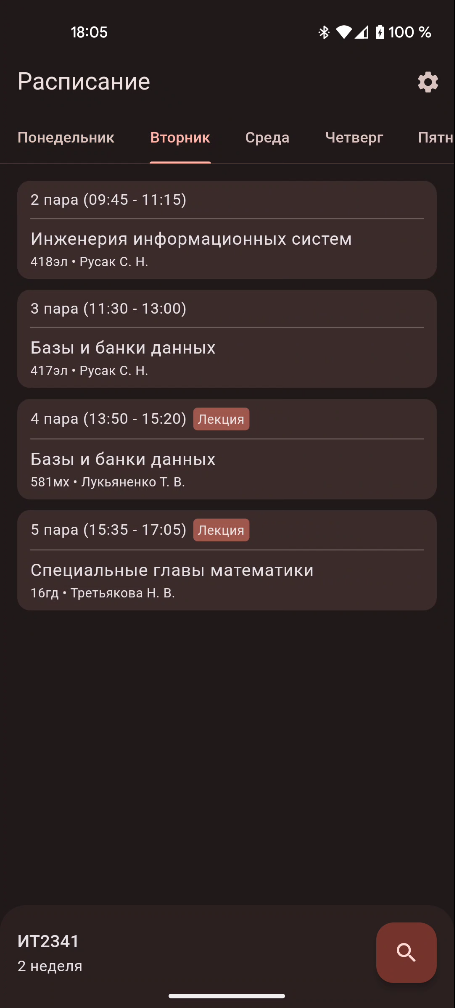 18:05 100 %
Расписание
Понедельник Вторник Среда Четверг Пятн
2 пара (09:45 - 11:15)
Инженерия информационных систем
418эл • Русак С. Н.
3 пара (11:30 - 13:00)
Базы и банки данных
417эл • Русак С. Н.
4 пара (13:50 - 15:20) Лекция
Базы и банки данных
581мх • Лукьяненко Т. В.
5 пара (15:35 - 17:05) Лекция
Специальные главы математики
16гд • Третьякова Н. В.
ИТ2341
2 неделя